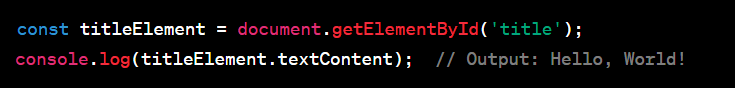 const titleElement = document.getElementById('title');
console.log(titleElement.textContent);  // Output: Hello, World!